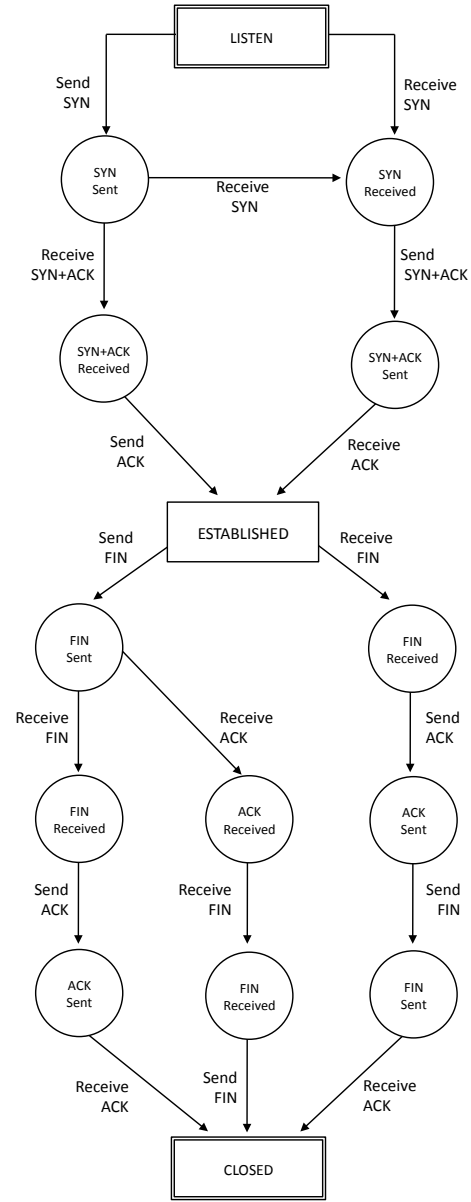 LISTEN
Send
SYN
Receive
SYN
SYN
Sent
Receive
SYN
SYN
Received
Receive
SYN+ACK
Send
SYN+ACK
SYN+ACK
Received
SYN+ACK
Sent
Send
ACK
Receive
ACK
ESTABLISHED
Send
FIN
Receive
FIN
FIN
Sent
FIN
Received
Receive
FIN
Receive
ACK
Send
ACK
FIN
Received
ACK
Received
ACK
Sent
Send
ACK
Receive
FIN
Send
FIN
ACK
Sent
FIN
Received
FIN
Sent
Receive
ACK
Send
FIN
Receive
ACK
CLOSED